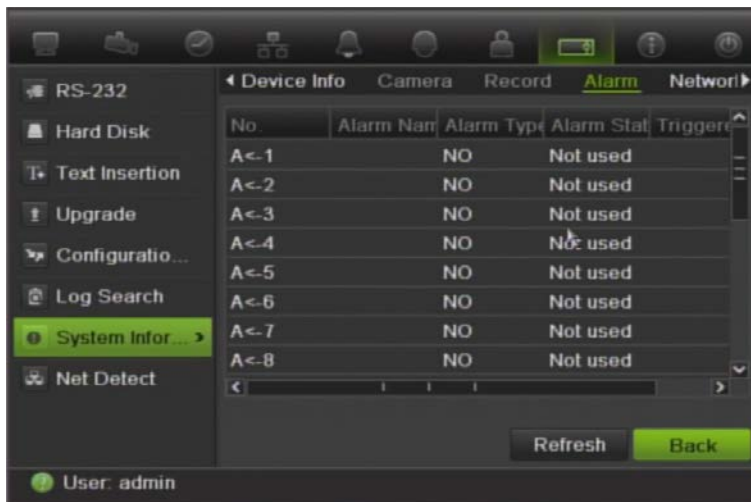 ◄ Device Info Camera Record Alarm Networl►
RS-232
Hard Disk
Text Insertion
Upgrade
Configuratio...
Log Search
System Infor... >
Net Detect
No. Alarm Nam Alarm Type Alarm Stat Triggere
A<-1 NO Not used
A<-2 NO Not used
A<-3 NO Not used
A<-4 NO Not used
A<-5 NO Not used
A<-6 NO Not used
A<-7 NO Not used
A<-8 NO Not used
Refresh Back
User: admin